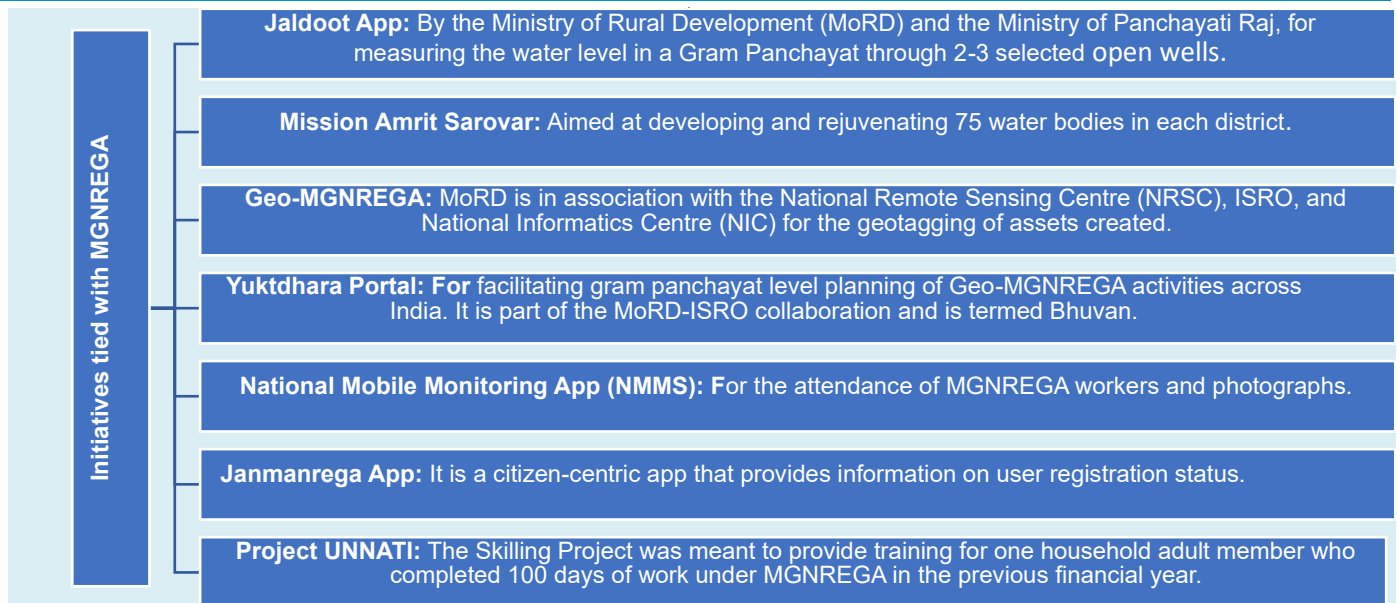 Initiatives tied with MGNREGA
Jaldoot App: By the Ministry of Rural Development (MoRD) and the Ministry of Panchayati Raj, for
measuring the water level in a Gram Panchayat through 2-3 selected open wells.
Mission Amrit Sarovar: Aimed at developing and rejuvenating 75 water bodies in each district.
Geo-MGNREGA: MoRD is in association with the National Remote Sensing Centre (NRSC), ISRO, and
National Informatics Centre (NIC) for the geotagging of assets created.
Yuktdhara Portal: For facilitating gram panchayat level planning of Geo-MGNREGA activities across
India. It is part of the MoRD-ISRO collaboration and is termed Bhuvan.
National Mobile Monitoring App (NMMS): For the attendance of MGNREGA workers and photographs.
Janmanrega App: It is a citizen-centric app that provides information on user registration status.
Project UNNATI: The Skilling Project was meant to provide training for one household adult member who
completed 100 days of work under MGNREGA in the previous financial year.